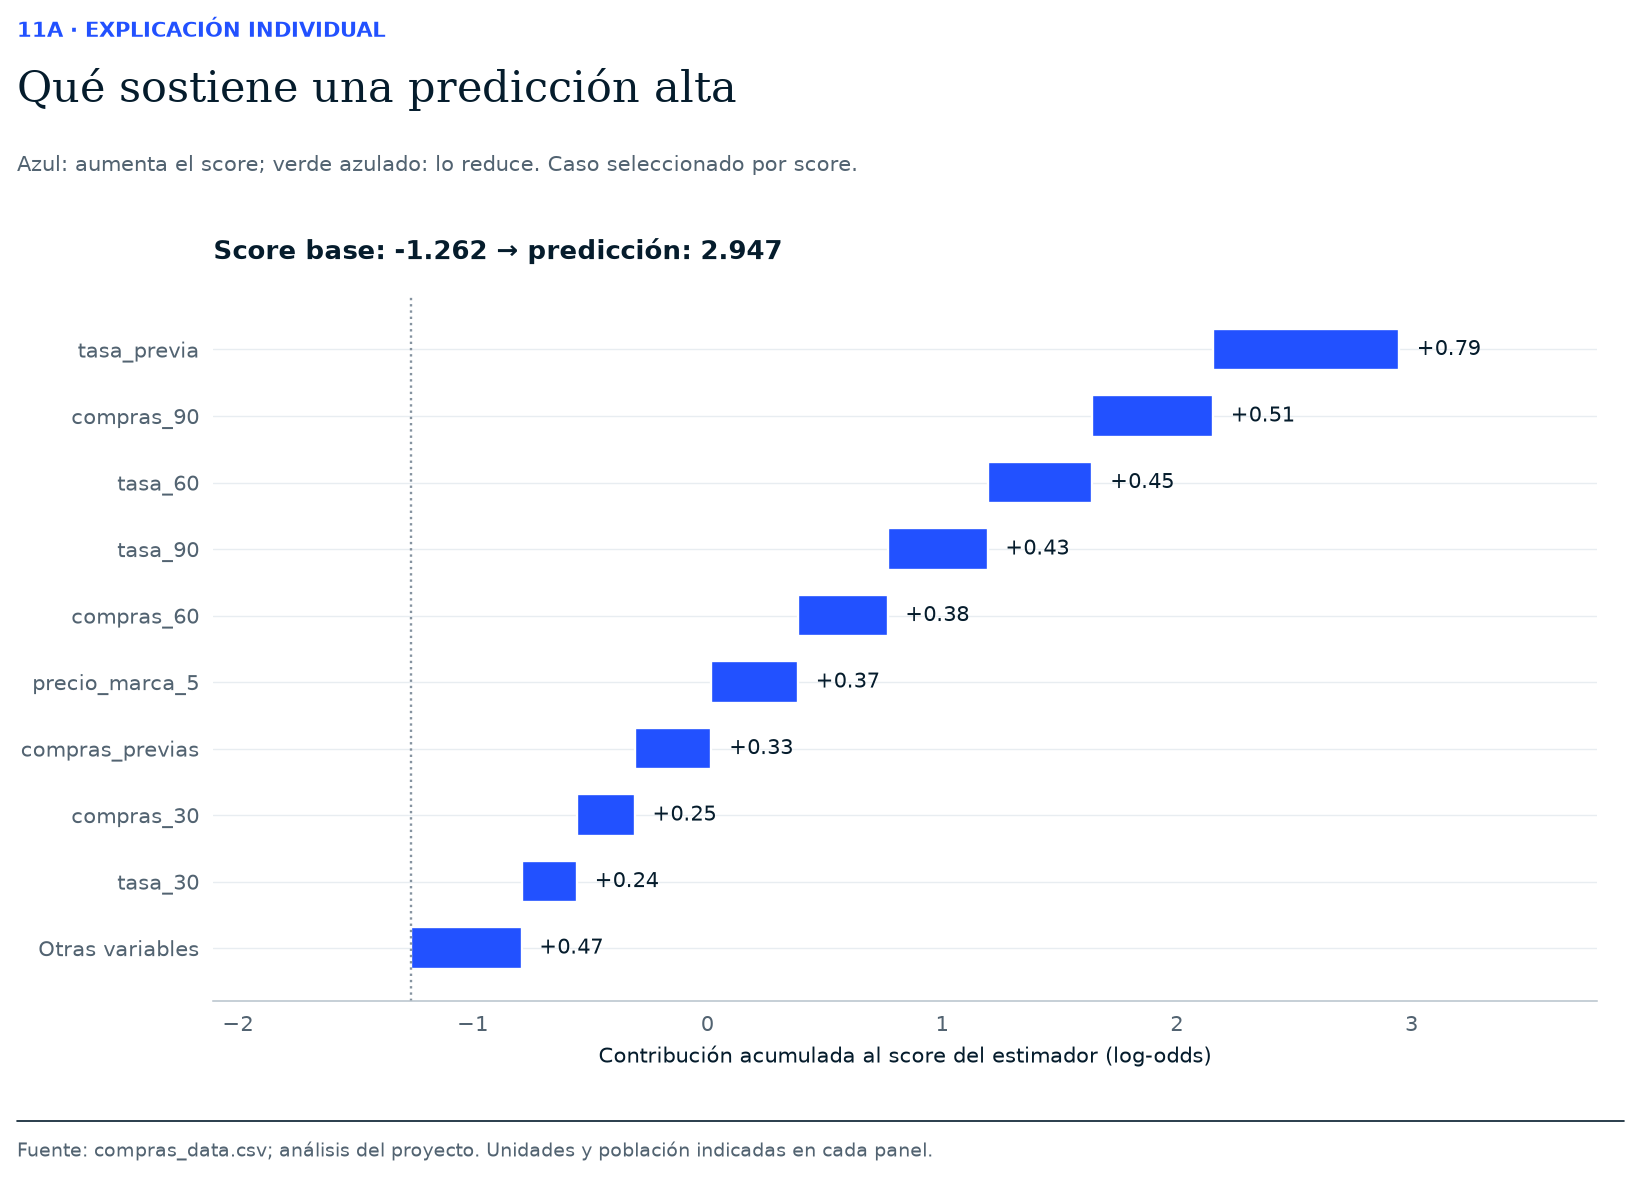 11A · EXPLICACIÓN INDIVIDUAL
Qué sostiene una predicción alta
Azul: aumenta el score; verde azulado: lo reduce. Caso seleccionado por score.
Score base: -1.262 → predicción: 2.947
tasa_previa +0.79
compras_90 +0.51
tasa_60 +0.45
tasa_90 +0.43
compras_60 +0.38
precio_marca_5 +0.37
compras_previas +0.33
compras_30 +0.25
tasa_30 +0.24
Otras variables +0.47
−2 −1 0 1 2 3
Contribución acumulada al score del estimador (log-odds)
Fuente: compras_data.csv; análisis del proyecto. Unidades y población indicadas en cada panel.